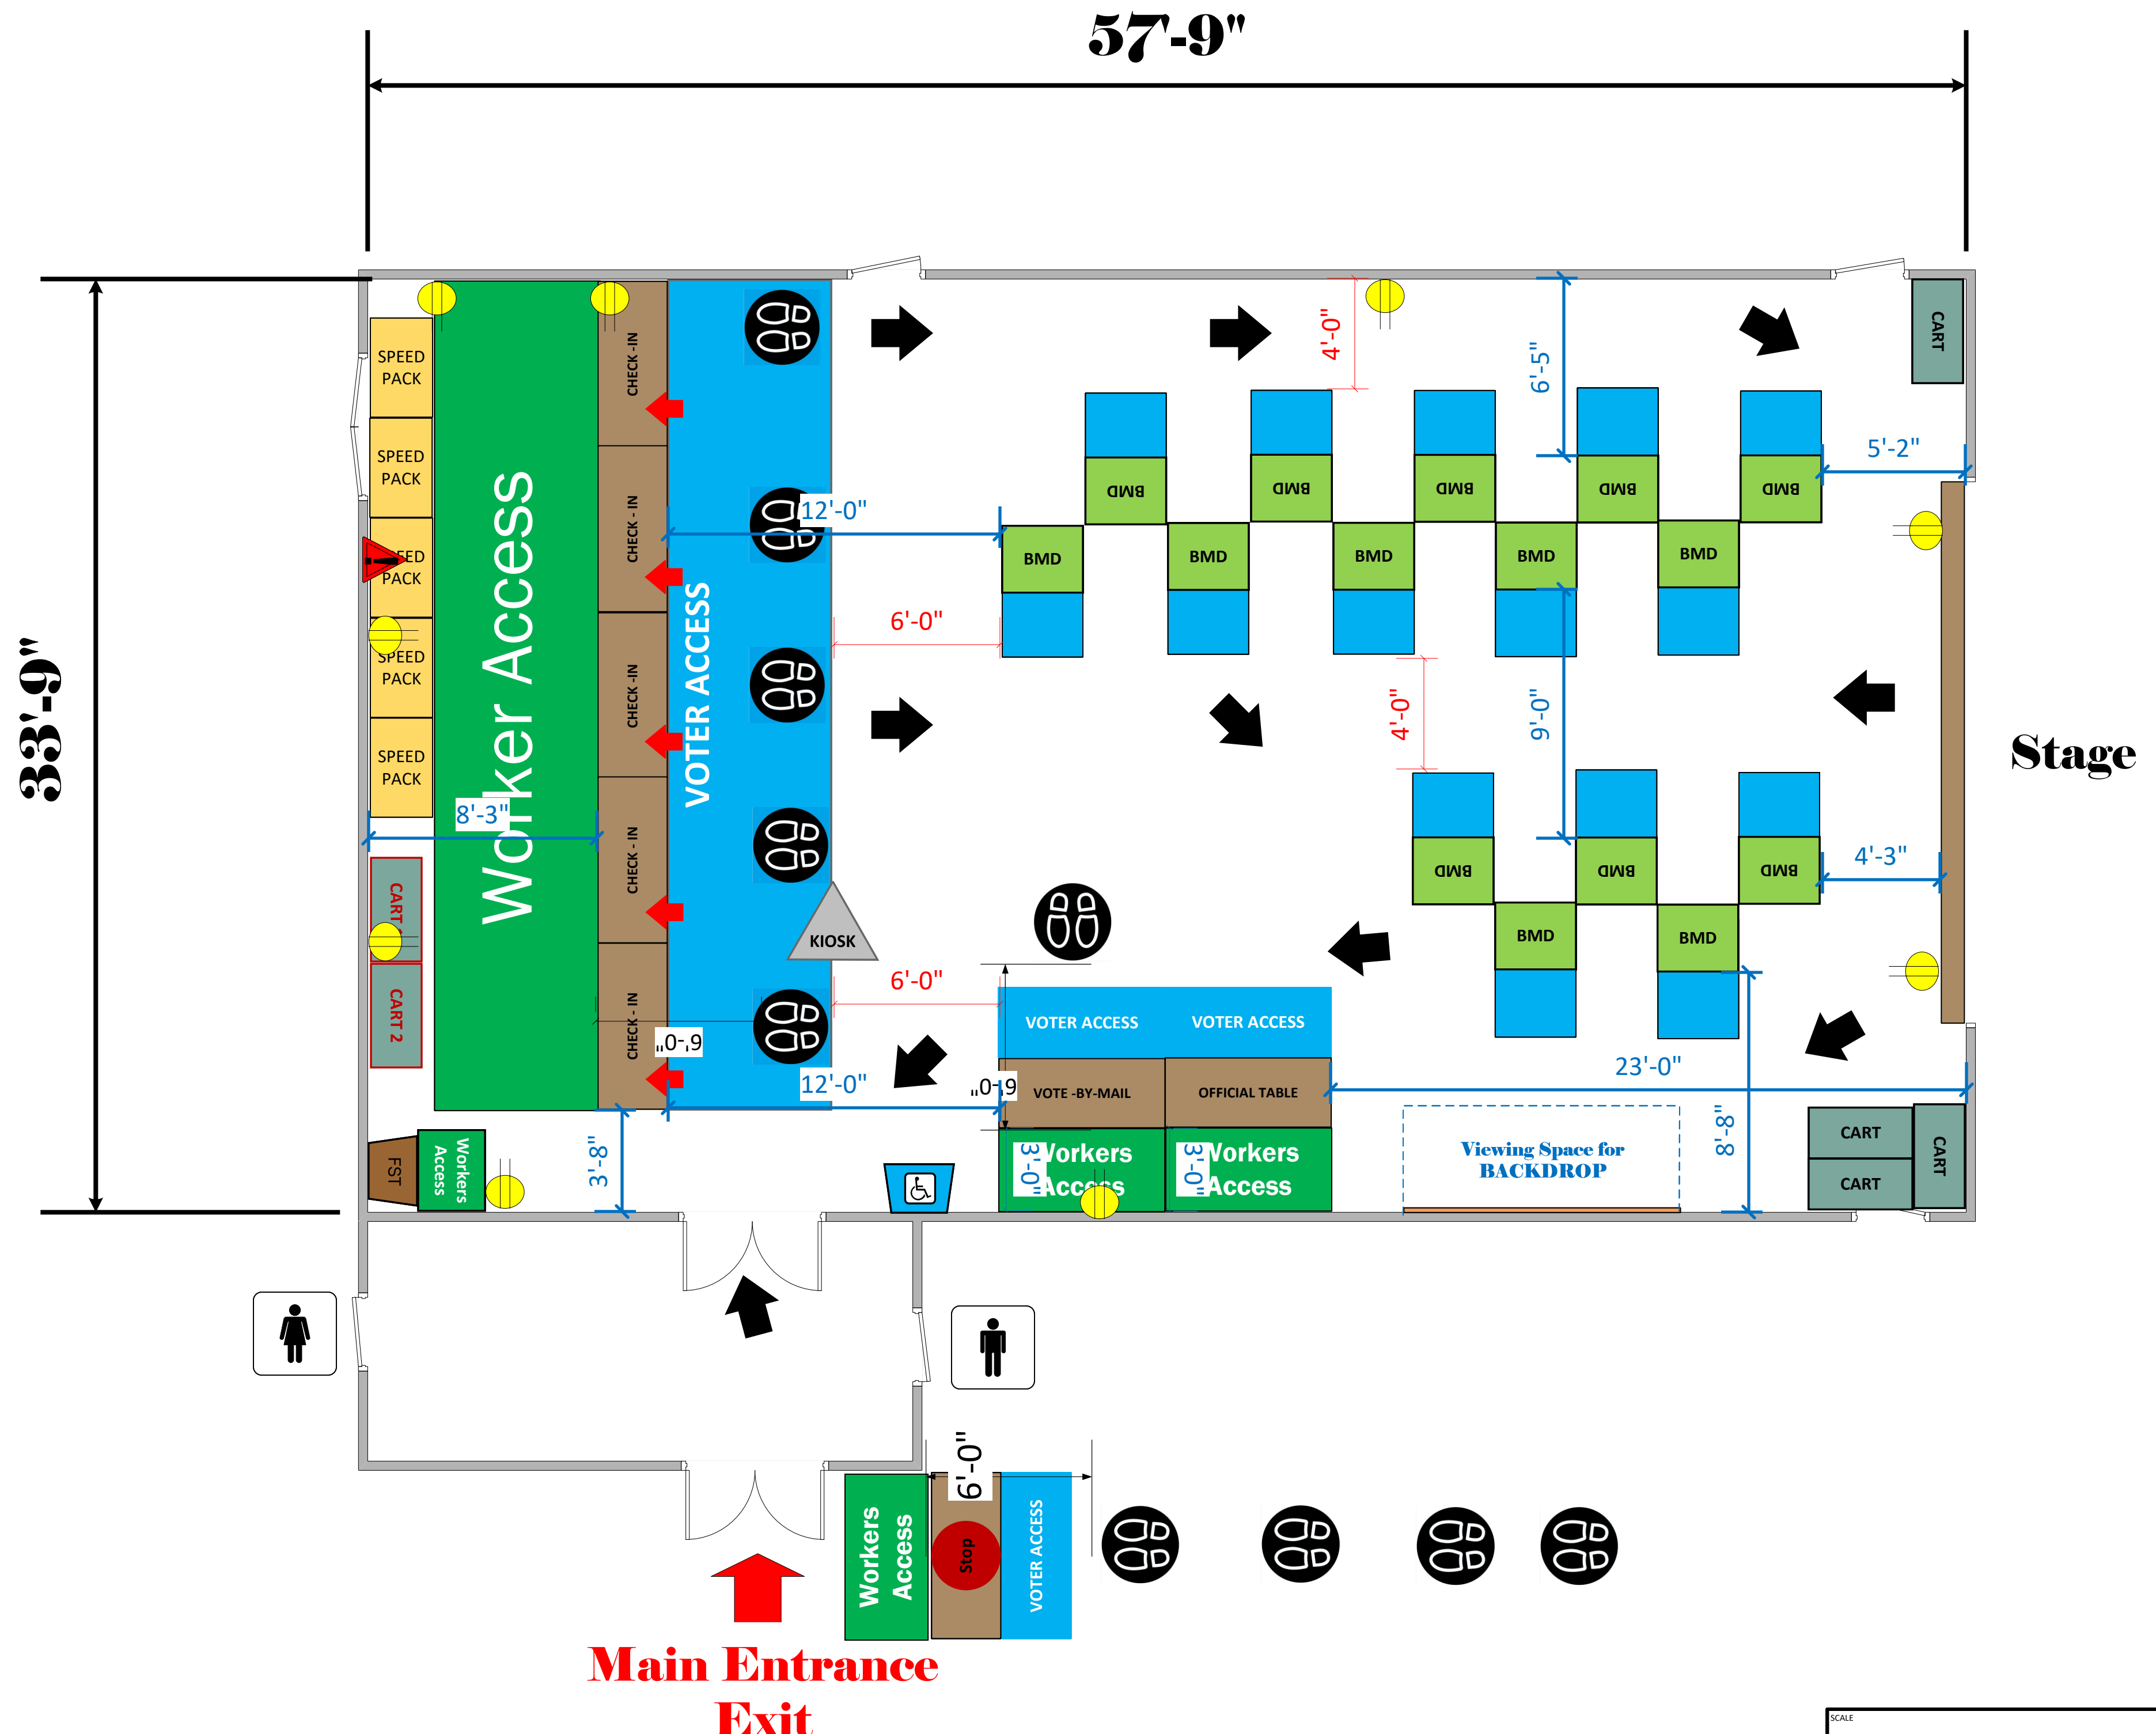 57'-9"
33'-9"
SPEED
PACK
SPEED
PACK
PACK
SPEED
PACK
SPEED
PACK
CART
CART 2
Worker Access
8'-3"
CHECK -IN
CHECK - IN
CHECK -IN
CHECK - IN
CHECK - IN
VOTER ACCESS
12'-0"
6'-0"
4'-0"
6'-5"
5'-2"
CART
BMD
BMD
BMD
BMD
BMD
BMD
BMD
BMD
BMD
BMD
4'-0"
9'-0"
Stage
BMD
BMD
BMD
4'-3"
BMD
BMD
KIOSK
6'-0"
6'-0"
12'-0"
6'-0"
VOTER ACCESS
VOTER ACCESS
VOTE -BY-MAIL
OFFICIAL TABLE
23'-0"
8'-8"
3'-0"
Workers
Access
3'-0"
Workers
Access
Viewing Space for
BACKDROP
CART
CART
CART
FST
Workers
Access
3'-8"
Workers
Access
6'-0"
Stop
VOTER ACCESS
Main Entrance
Exit
SCALE